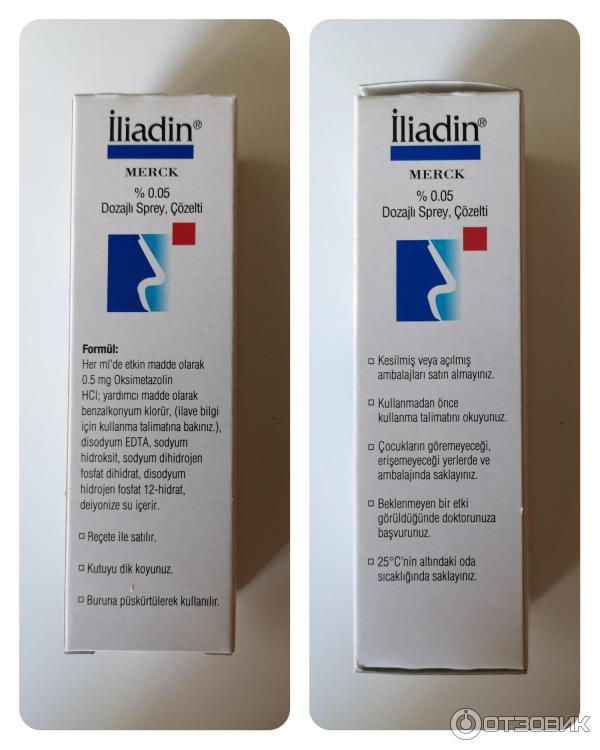 İliadin®
MERCK
% 0.05
Dozajlı Sprey, Çözelti
Formül:
Her ml'de etkin madde olarak
0.5 mg Oksimetazolin
HCl; yardımcı madde olarak
benzalkonyum klorür, (ilave bilgi
için kullanma talimatına bakınız.),
disodyum EDTA, sodyum
hidroksit, sodyum dihidrojen
fosfat dihidrat, disodyum
hidrojen fosfat 12-hidrat,
deiyonize su içerir.
Reçete ile satılır.
Kutuyu dik koyunuz.
Buruna püskürtülerek kullanılır.
İliadin®
MERCK
% 0.05
Dozajlı Sprey, Çözelti
Kesilmiş veya açılmış
ambalajları satın almayınız.
Kullanmadan önce
kullanma talimatını okuyunuz.
Çocukların göremeyeceği,
erişemeyeceği yerlerde ve
ambalajında saklayınız.
Beklenmeyen bir etki
görüldüğünde doktorunuza
başvurunuz.
25°C'nin altındaki oda
sıcaklığında saklayınız.
ОТЗОВИК